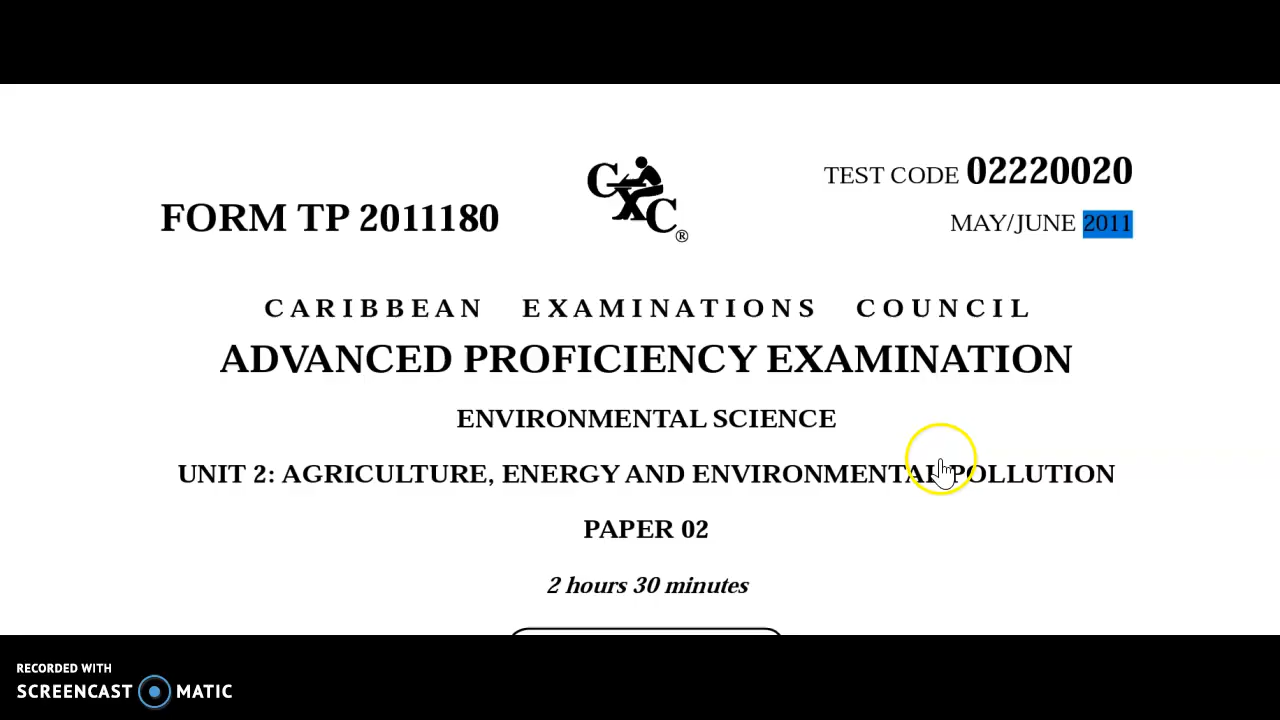 TEST CODE 02220020
FORM TP 2011180
CXC®
MAY/JUNE 2011
CARIBBEAN EXAMINATIONS COUNCIL
ADVANCED PROFICIENCY EXAMINATION
ENVIRONMENTAL SCIENCE
UNIT 2: AGRICULTURE, ENERGY AND ENVIRONMENTAL POLLUTION
PAPER 02
2 hours 30 minutes
RECORDED WITH
SCREENCAST MATIC